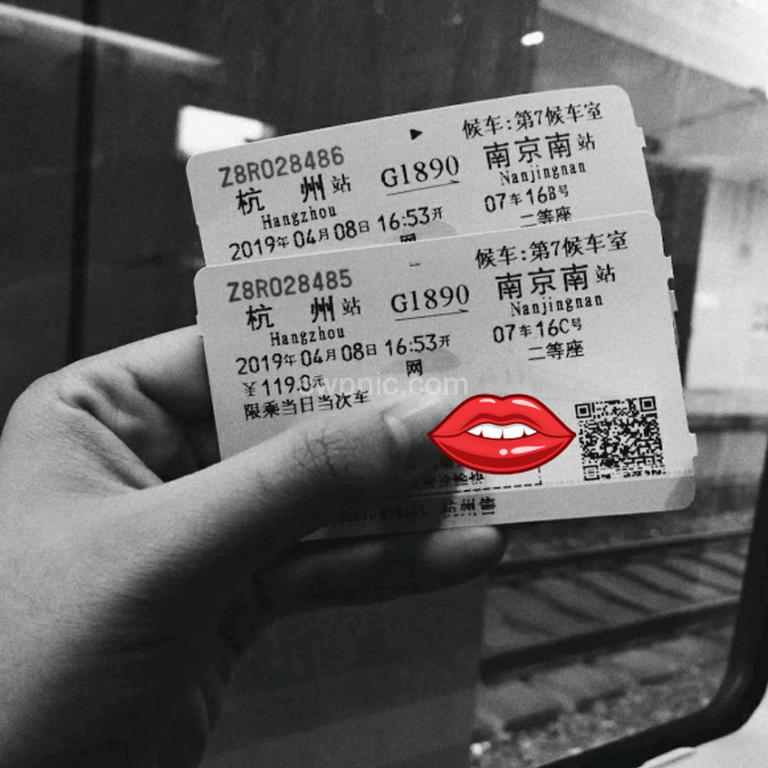 Z8R028486 候车:第7候车室
杭 州站 G1890 南京南站
Hangzhou Nanjingnan
2019年04月08日 16:53开 07车16B号
网 二等座
Z8R028485 候车:第7候车室
杭 州站 G1890 南京南站
Hangzhou Nanjingnan
2019年04月08日 16:53开 07车16C号
¥119.0元 网 二等座
限乘当日当次车